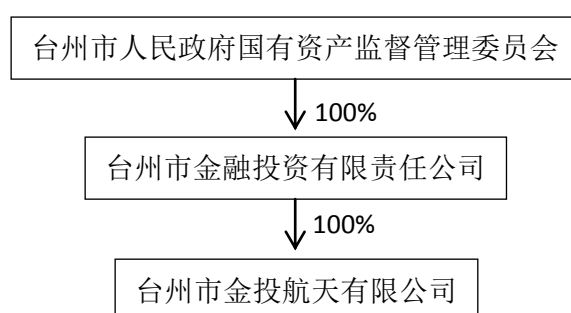 台州市人民政府国有资产监督管理委员会
100%
台州市金融投资有限责任公司
100%
台州市金投航天有限公司